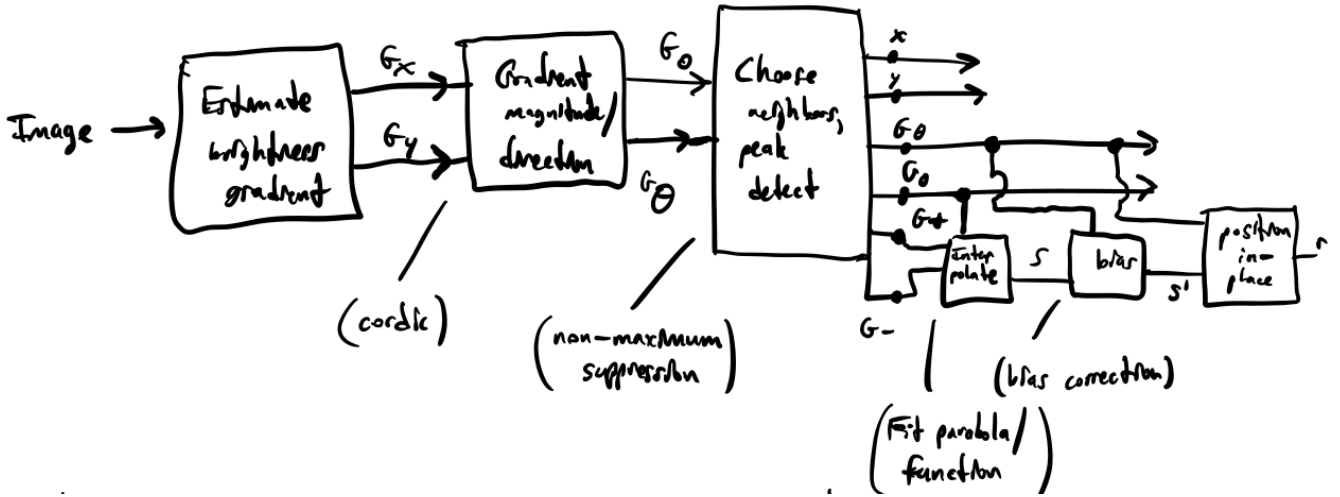 Image
Estimate
brightness
gradient
Gx
Gy
Gradient
magnitude/
direction
G0
Gθ
Choose
neighbors,
peak
detect
x
y
Gθ
G0
G+
G-
Inter
polate
s
bias
s'
position
in-
place
r
(cordic)
(non-maximum
suppression)
(Fit parabola/
function)
(bias correction)